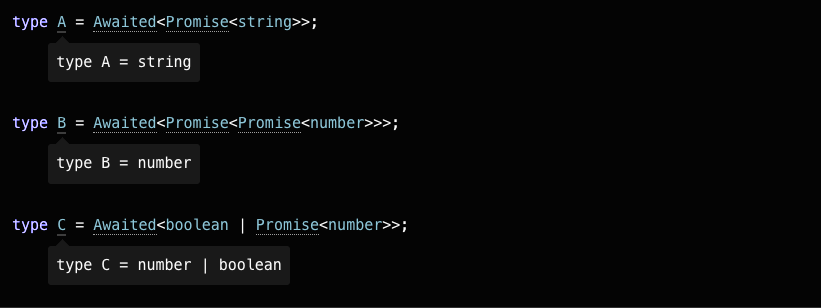 type A = Awaited<Promise<string>>;
type A = string
type B = Awaited<Promise<Promise<number>>>;
type B = number
type C = Awaited<boolean | Promise<number>>;
type C = number | boolean